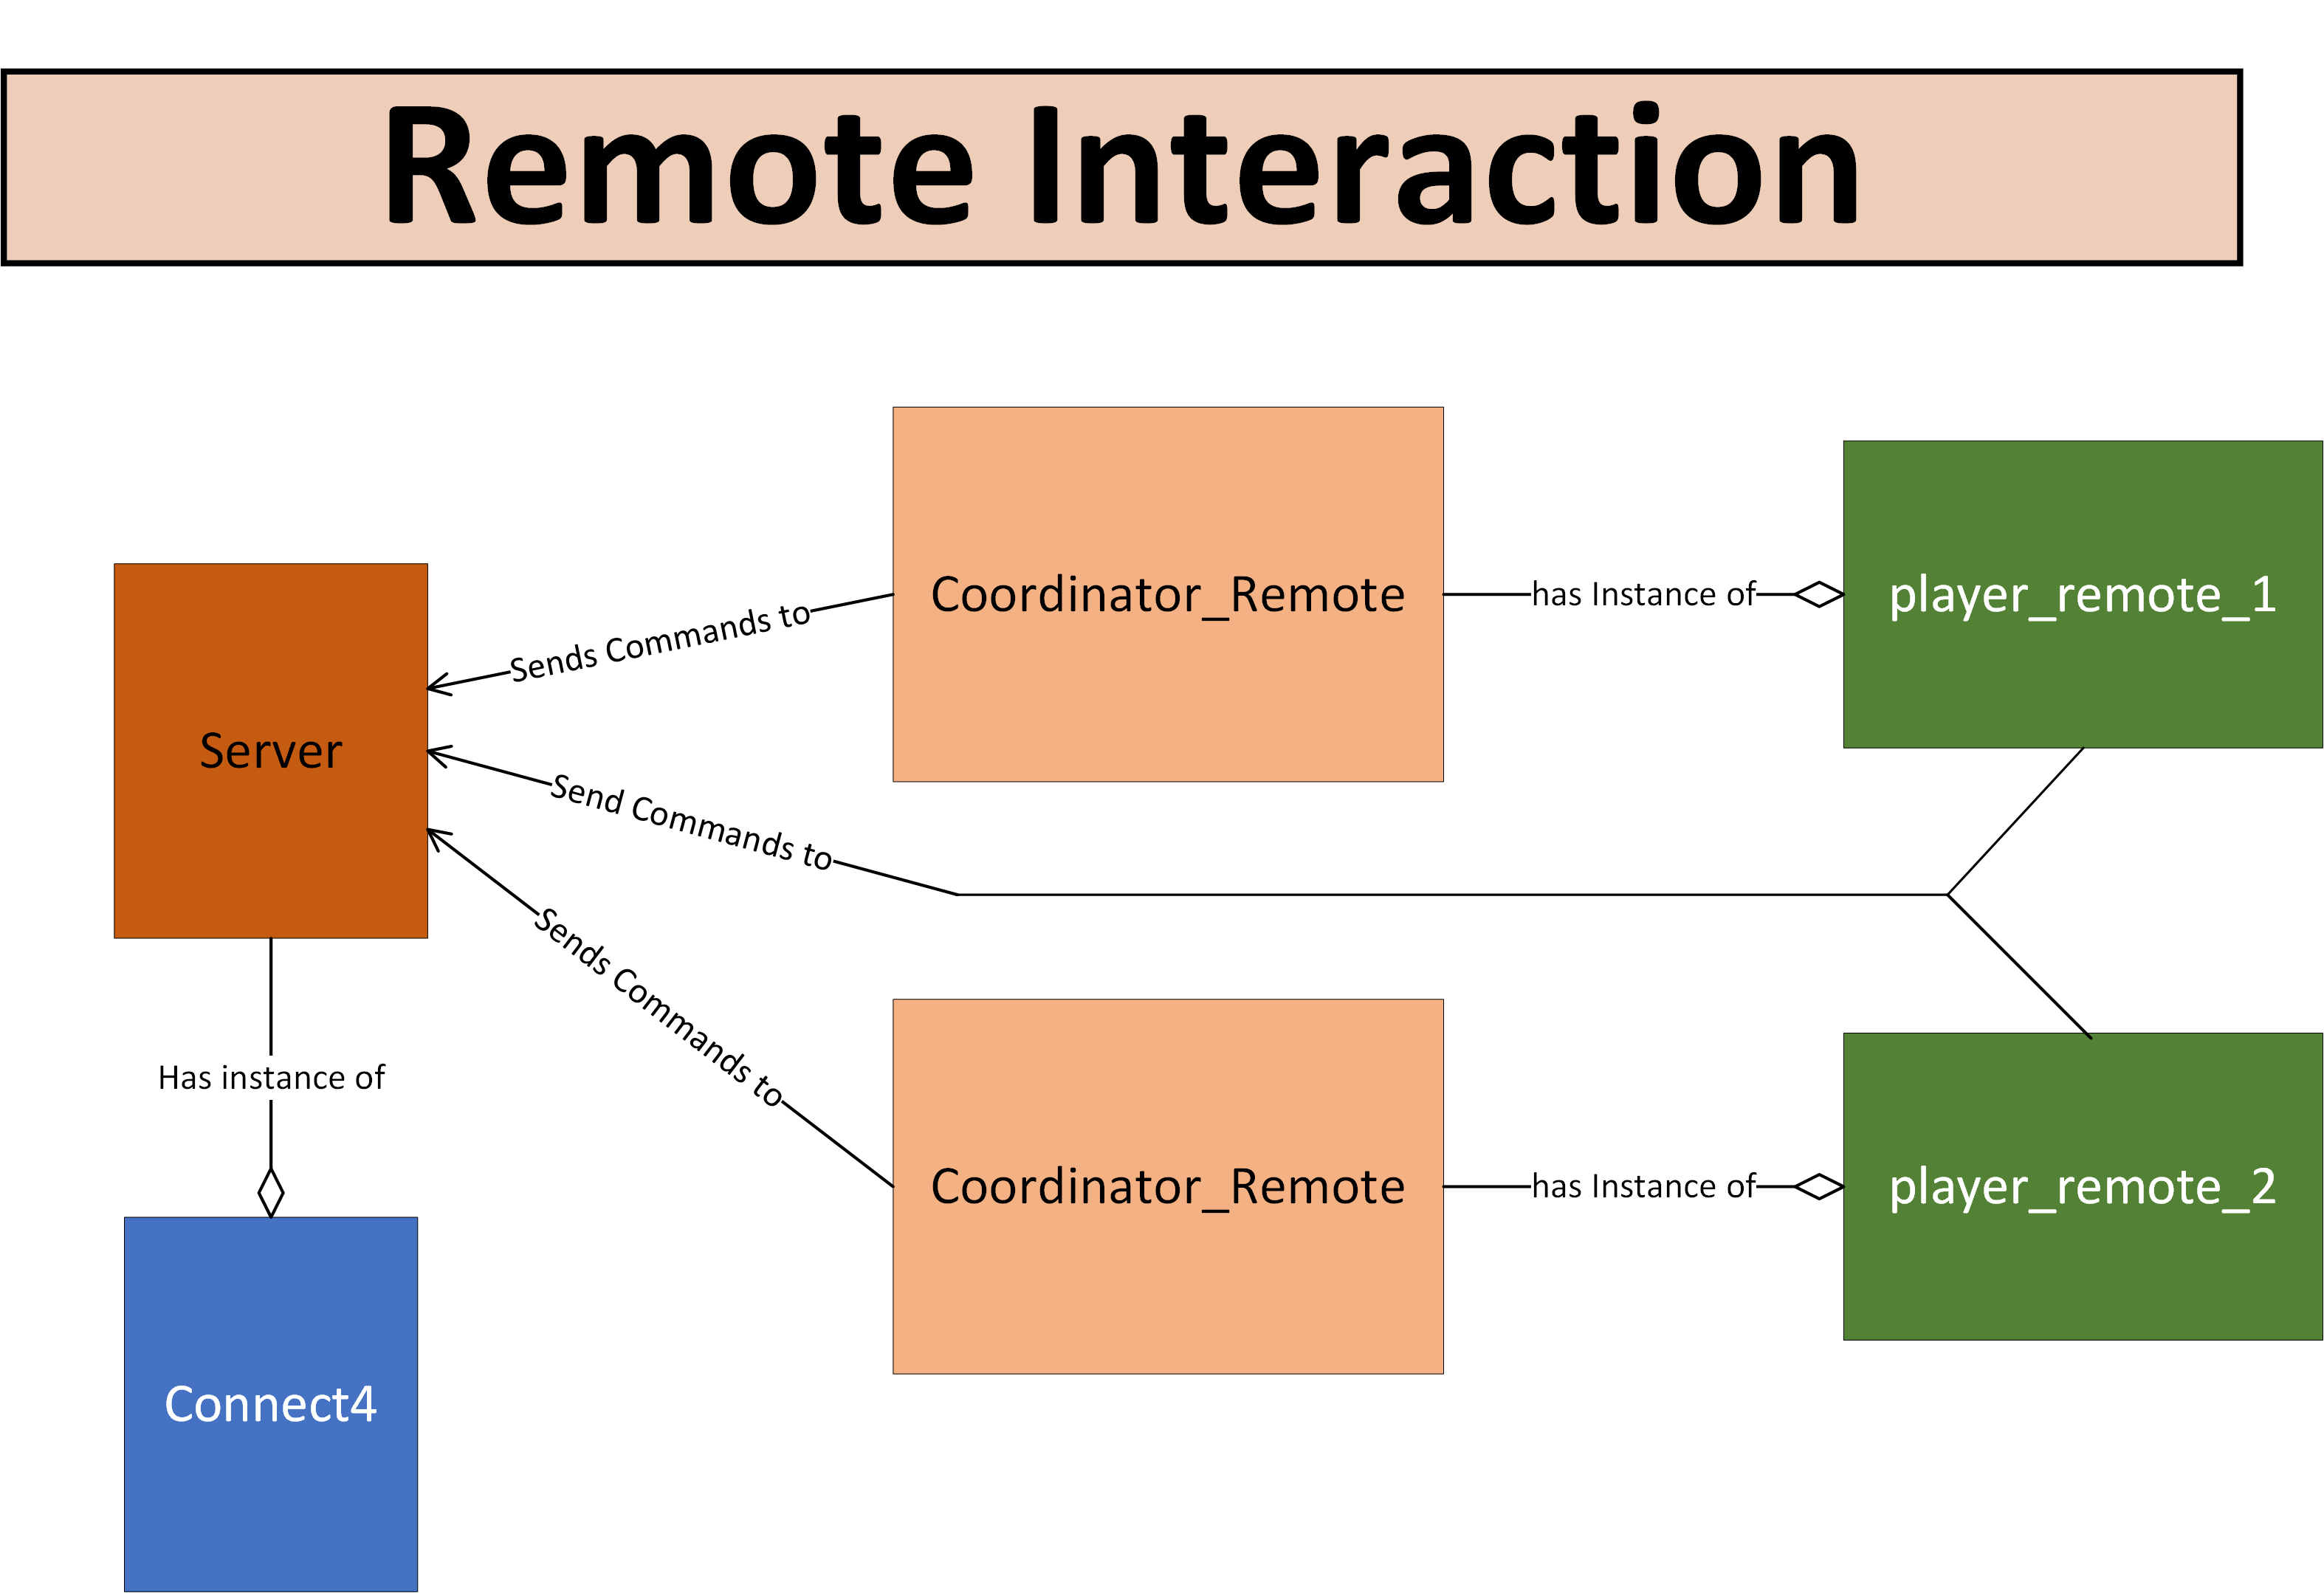 Remote Interaction
Coordinator_Remote
has Instance of
player_remote_1
Sends Commands to
Server
Send Commands to
Sends Commands to
Has instance of
Coordinator_Remote
has Instance of
player_remote_2
Connect4